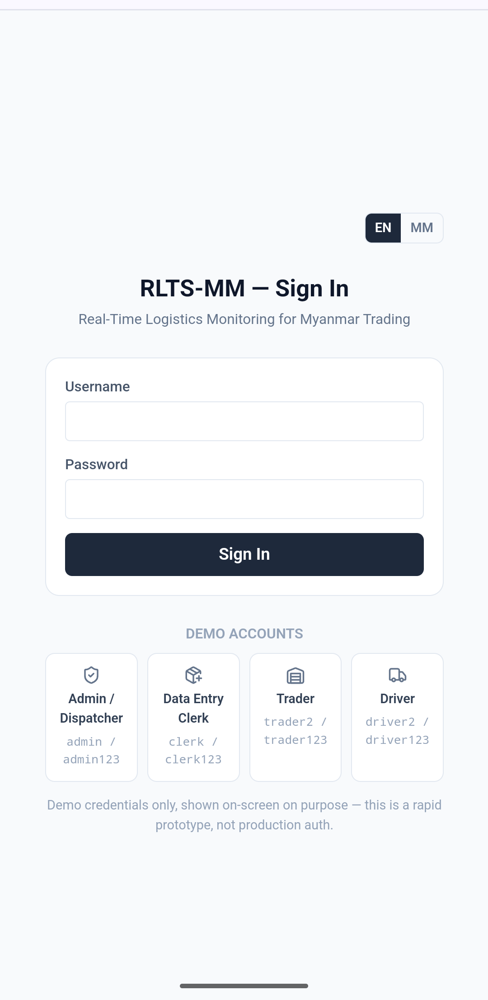 EN MM
RLTS-MM — Sign In
Real-Time Logistics Monitoring for Myanmar Trading
Username
Password
Sign In
DEMO ACCOUNTS
Admin /
Dispatcher
admin /
admin123
Data Entry
Clerk
clerk /
clerk123
Trader
trader2 /
trader123
Driver
driver2 /
driver123
Demo credentials only, shown on-screen on purpose — this is a rapid
prototype, not production auth.